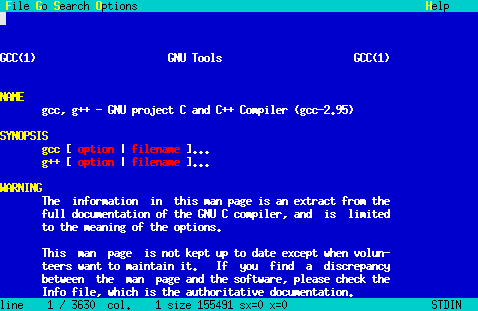 File Go Search Options Help
GCC(1) GNU Tools GCC(1)
NAME
gcc, g++ - GNU project C and C++ Compiler (gcc-2.95)
SYNOPSIS
gcc [ option | filename ]...
g++ [ option | filename ]...
WARNING
The information in this man page is an extract from the
full documentation of the GNU C compiler, and is limited
to the meaning of the options.
This man page is not kept up to date except when volun-
teers want to maintain it. If you find a discrepancy
between the man page and the software, please check the
Info file, which is the authoritative documentation.
line 1 / 3630 col. 1 size 155491 sx=0 x=0 STDIN